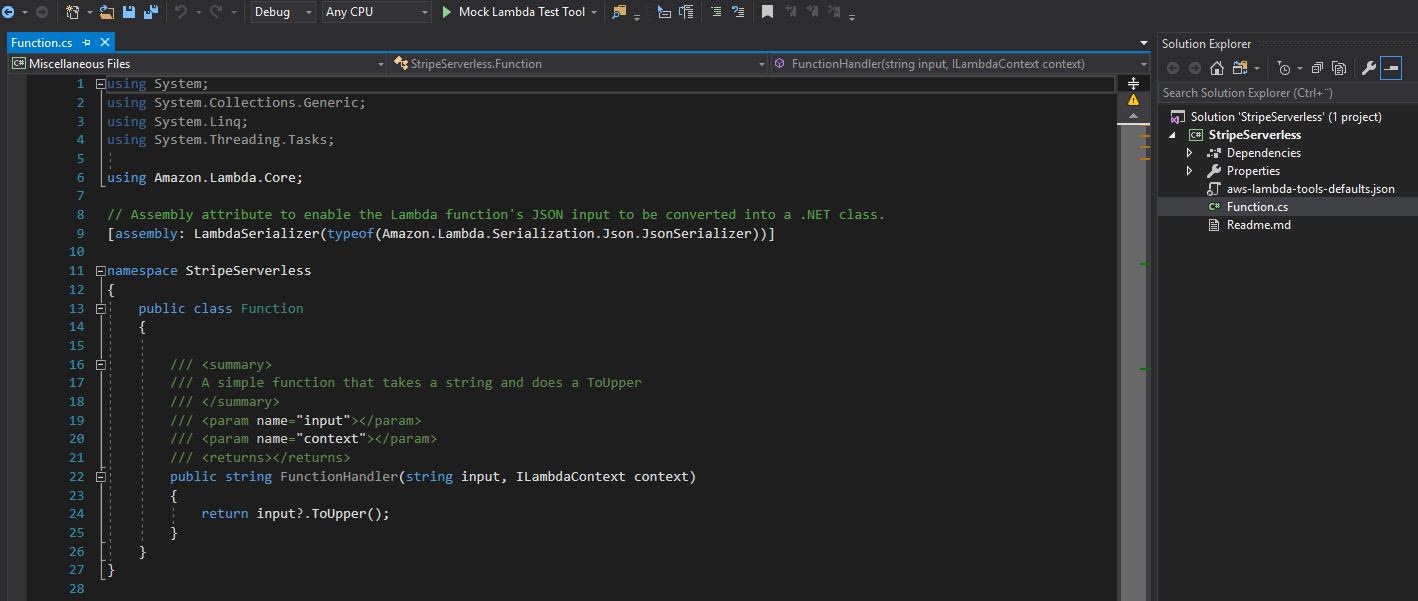 Debug Any CPU Mock Lambda Test Tool
Function.cs
C# Miscellaneous Files StripeServerless.Function FunctionHandler(string input, ILambdaContext context)
1 using System;
2 using System.Collections.Generic;
3 using System.Linq;
4 using System.Threading.Tasks;
5
6 using Amazon.Lambda.Core;
7
8 // Assembly attribute to enable the Lambda function's JSON input to be converted into a .NET class.
9 [assembly: LambdaSerializer(typeof(Amazon.Lambda.Serialization.Json.JsonSerializer))]
10
11 namespace StripeServerless
12 {
13 public class Function
14 {
15
16 /// <summary>
17 /// A simple function that takes a string and does a ToUpper
18 /// </summary>
19 /// <param name="input"></param>
20 /// <param name="context"></param>
21 /// <returns></returns>
22 public string FunctionHandler(string input, ILambdaContext context)
23 {
24 return input?.ToUpper();
25 }
26 }
27 }
28
Solution Explorer
Search Solution Explorer (Ctrl+¨)
Solution 'StripeServerless' (1 project)
C# StripeServerless
Dependencies
Properties
aws-lambda-tools-defaults.json
C# Function.cs
Readme.md